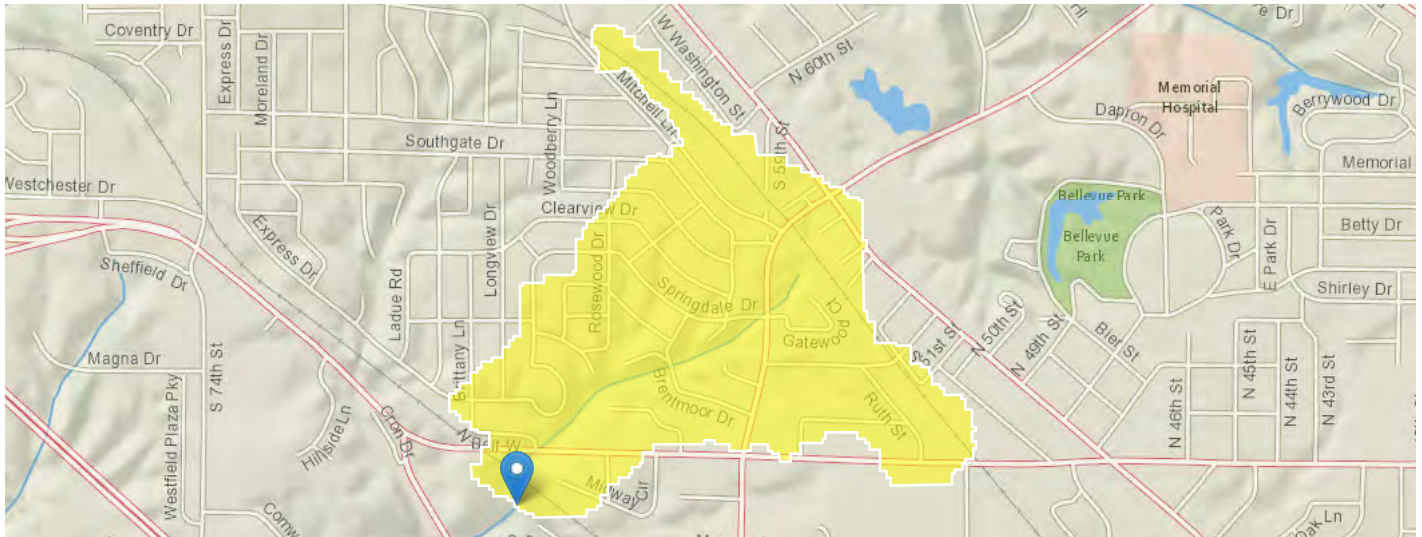 Coventry Dr
Express Dr
Moreland Dr
W Washington St
N 60th St
Dr
Memorial
Hospital
Berrywood Dr
Dapron Dr
Mitchell Ln
Woodberry Ln
Southgate Dr
S 59th St
Memorial
Westchester Dr
Bellevue Park
Clearview Dr
Longview Dr
Express Dr
Park Dr
Betty Dr
Bellevue
Park
E Park Dr
Sheffield Dr
Ladue Rd
Rosewood Dr
Springdale Dr
Shirley Dr
Gatewood
Ct
N 50th St
N 49th St
51st St
Bief St
Magna Dr
S 74th St
Brittany Ln
Brentmoor Dr
Ruth St
N 46th St
N 45th St
N 44th St
N 43rd St
Westfield Plaza Pky
Hillside Ln
Cron Dr
N Belt W
Midway
Cir
Oak Ln